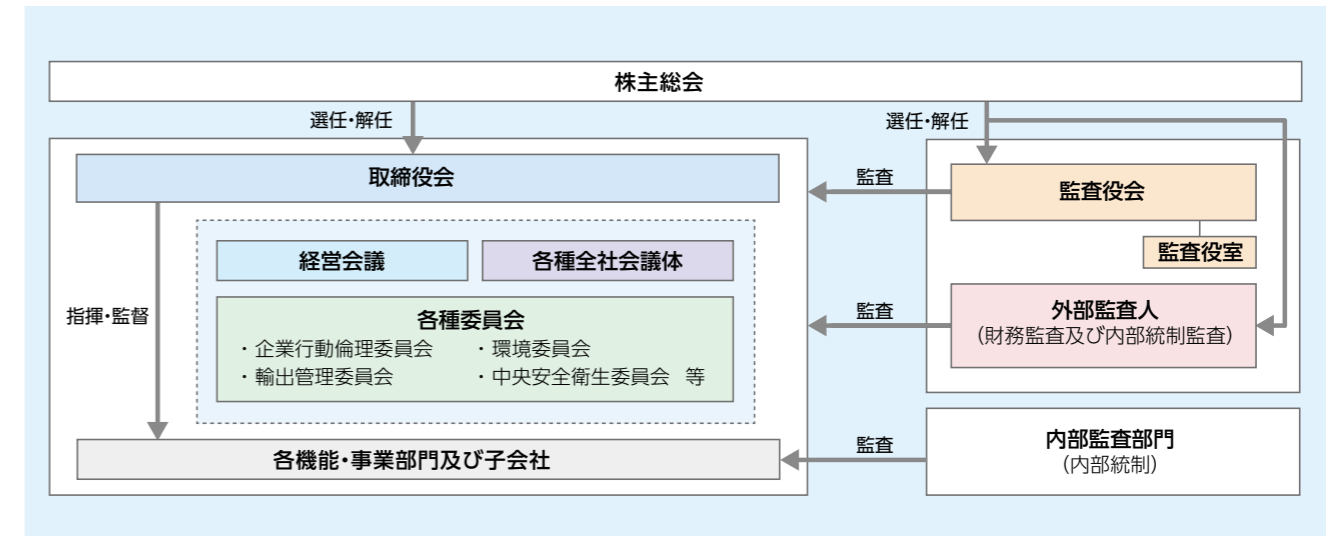 株主総会
選任・解任
選任・解任
取締役会
監査
監査役会
経営会議
各種全社会議体
監査役室
指揮・監督
各種委員会
・企業行動倫理委員会
・環境委員会
・輸出管理委員会
・中央安全衛生委員会 等
監査
外部監査人
(財務監査及び内部統制監査)
各機能・事業部門及び子会社
監査
内部監査部門
(内部統制)